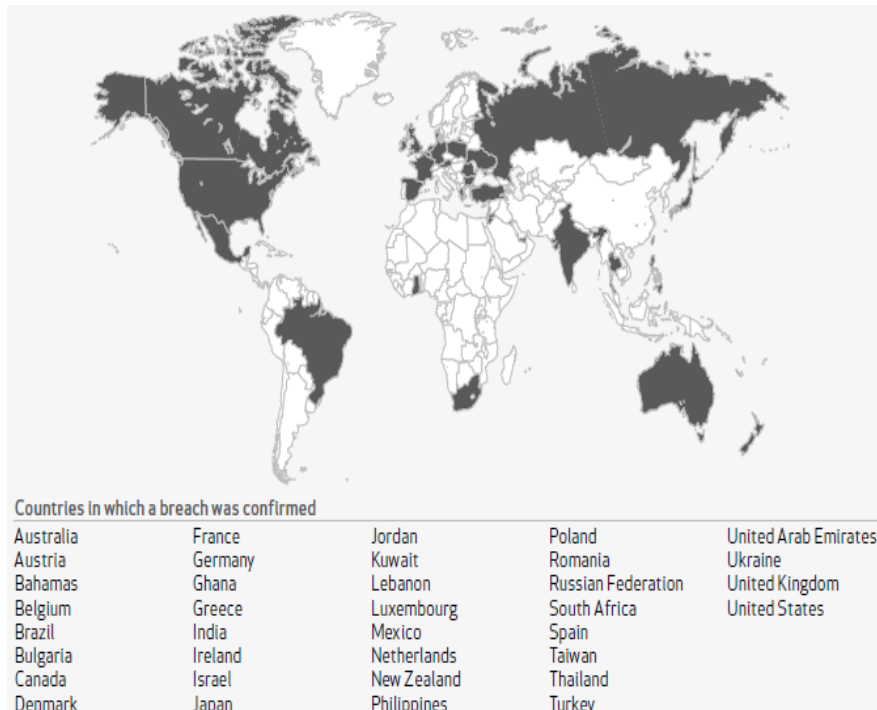 Countries in which a breach was confirmed
Australia France Jordan Poland United Arab Emirates
Austria Germany Kuwait Romania Ukraine
Bahamas Ghana Lebanon Russian Federation United Kingdom
Belgium Greece Luxembourg South Africa United States
Brazil India Mexico Spain
Bulgaria Ireland Netherlands Taiwan
Canada Israel New Zealand Thailand
Denmark Japan Philippines Turkey